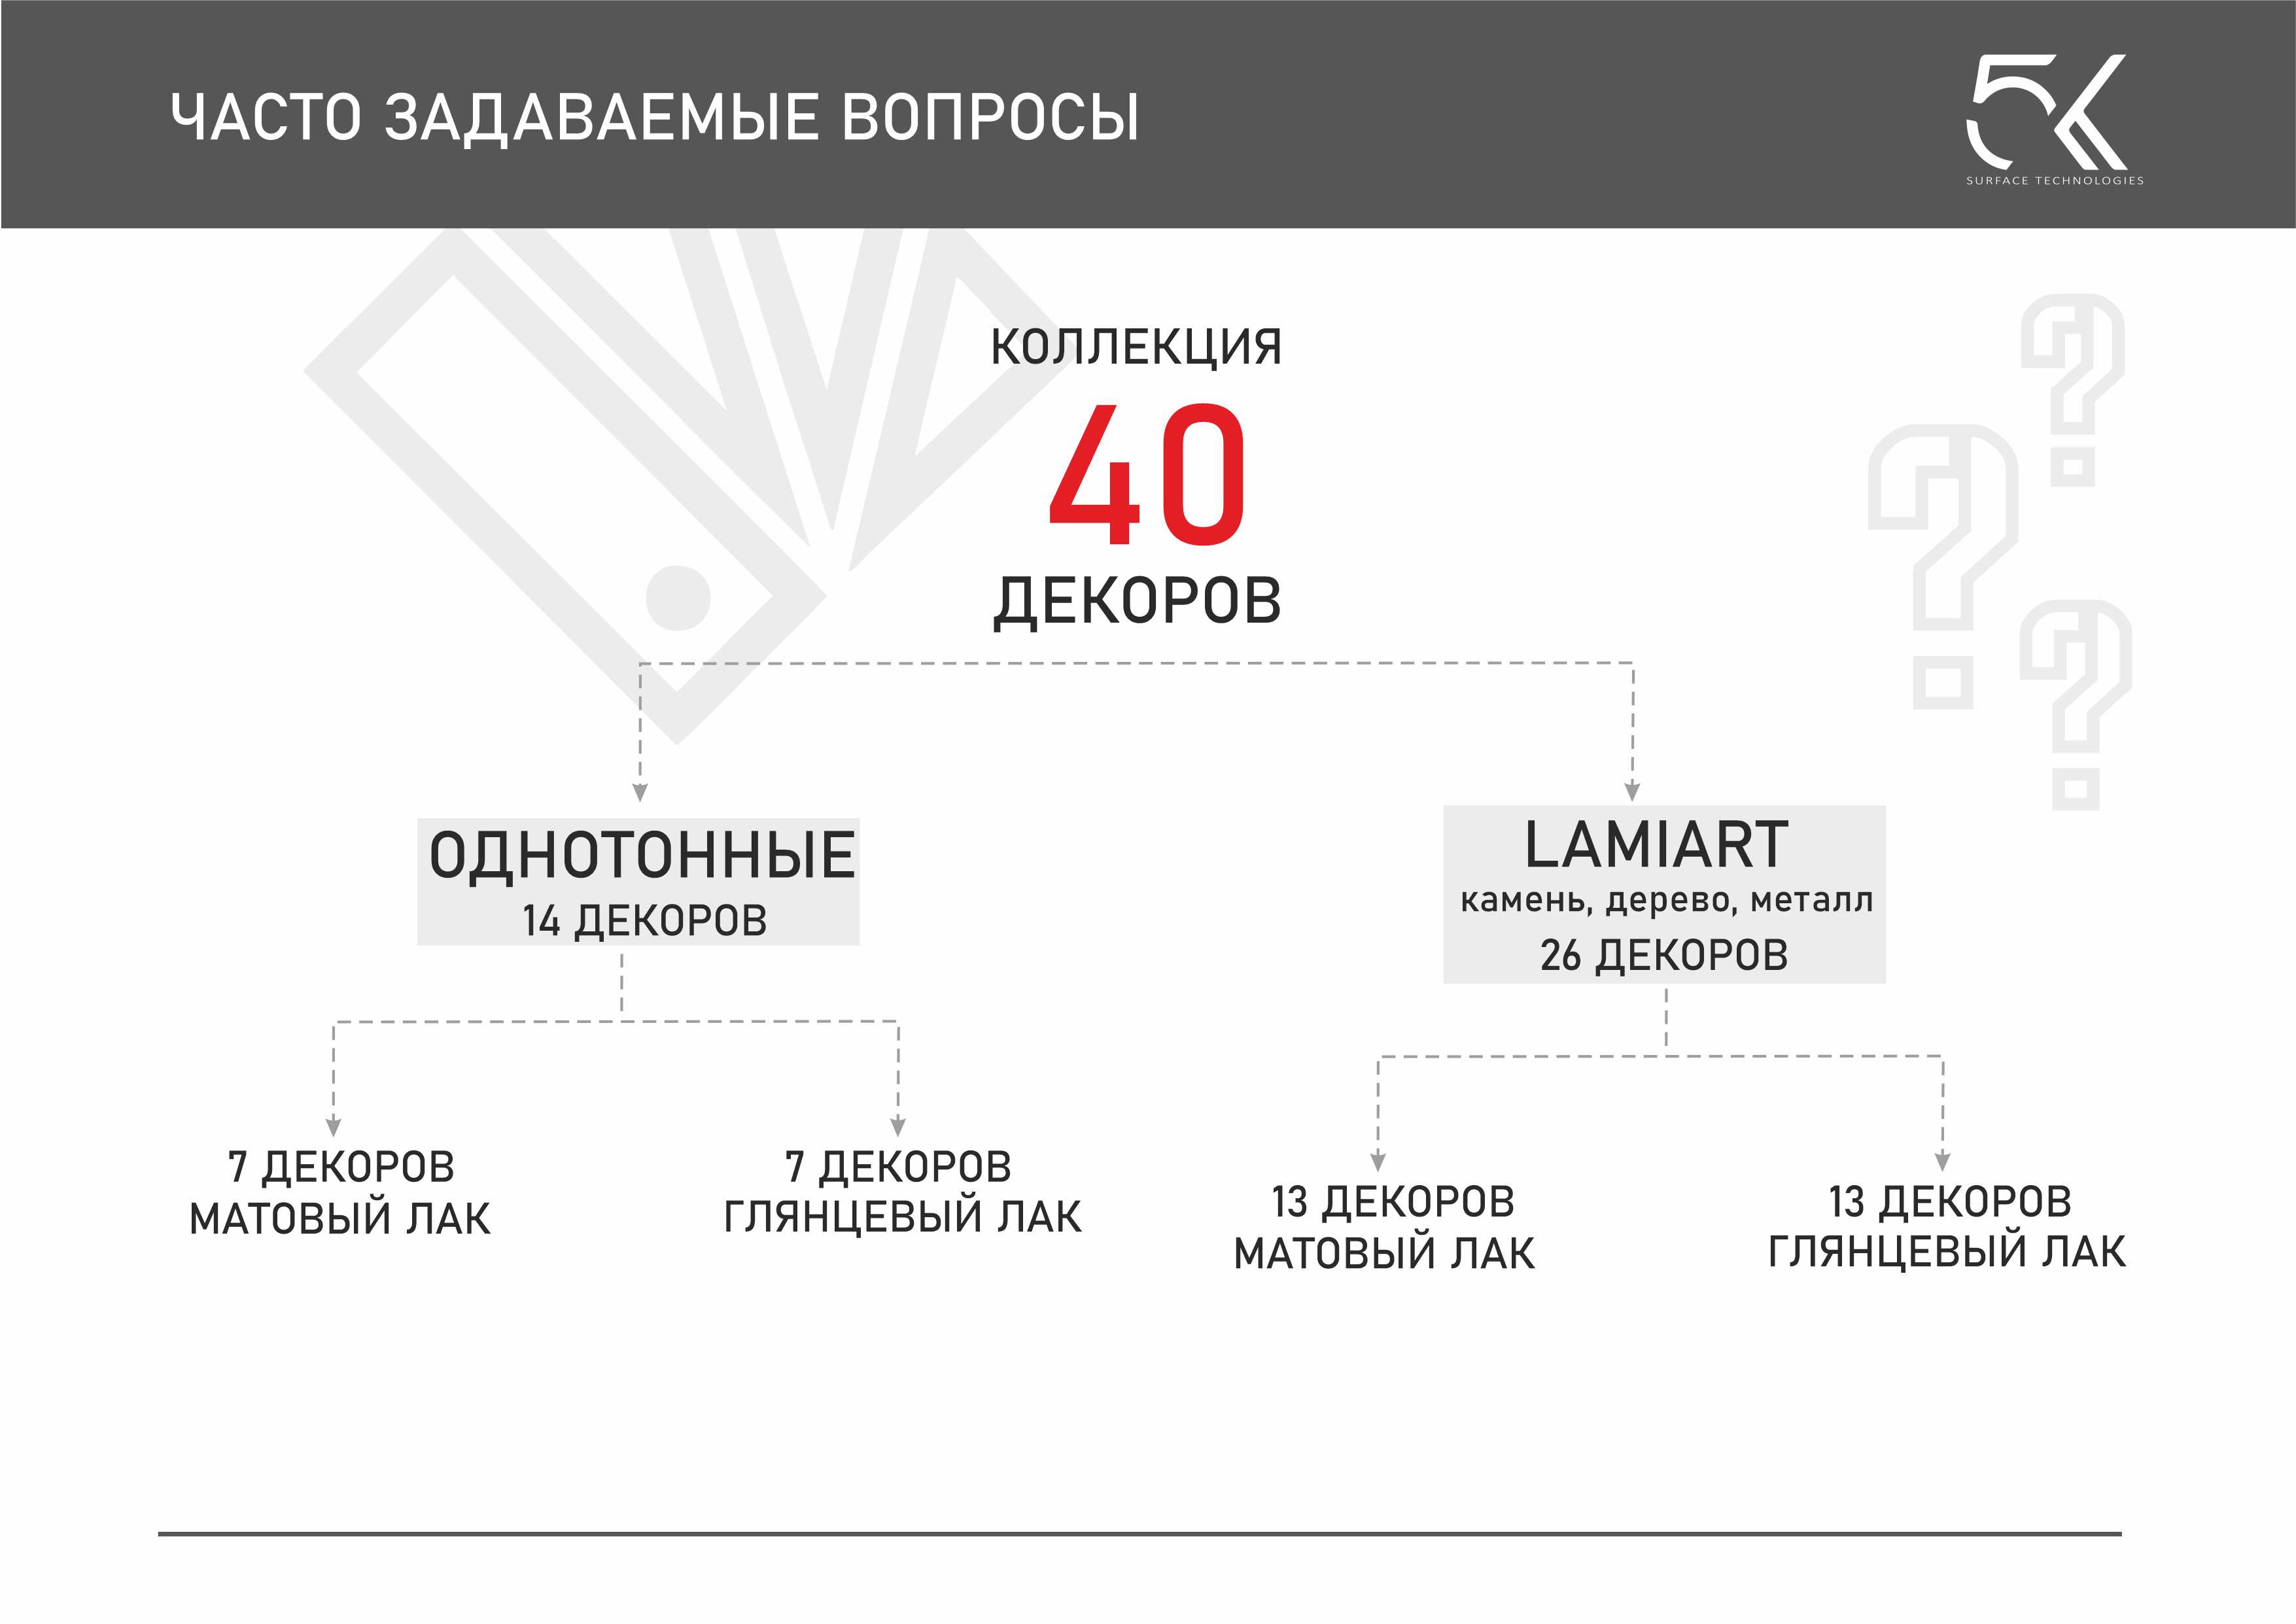 ЧАСТО ЗАДАВАЕМЫЕ ВОПРОСЫ
5K
SURFACE TECHNOLOGIES
КОЛЛЕКЦИЯ
40
ДЕКОРОВ
ОДНОТОННЫЕ
14 ДЕКОРОВ
LAMIART
камень, дерево, металл
26 ДЕКОРОВ
7 ДЕКОРОВ
МАТОВЫЙ ЛАК
7 ДЕКОРОВ
ГЛЯНЦЕВЫЙ ЛАК
13 ДЕКОРОВ
МАТОВЫЙ ЛАК
13 ДЕКОРОВ
ГЛЯНЦЕВЫЙ ЛАК